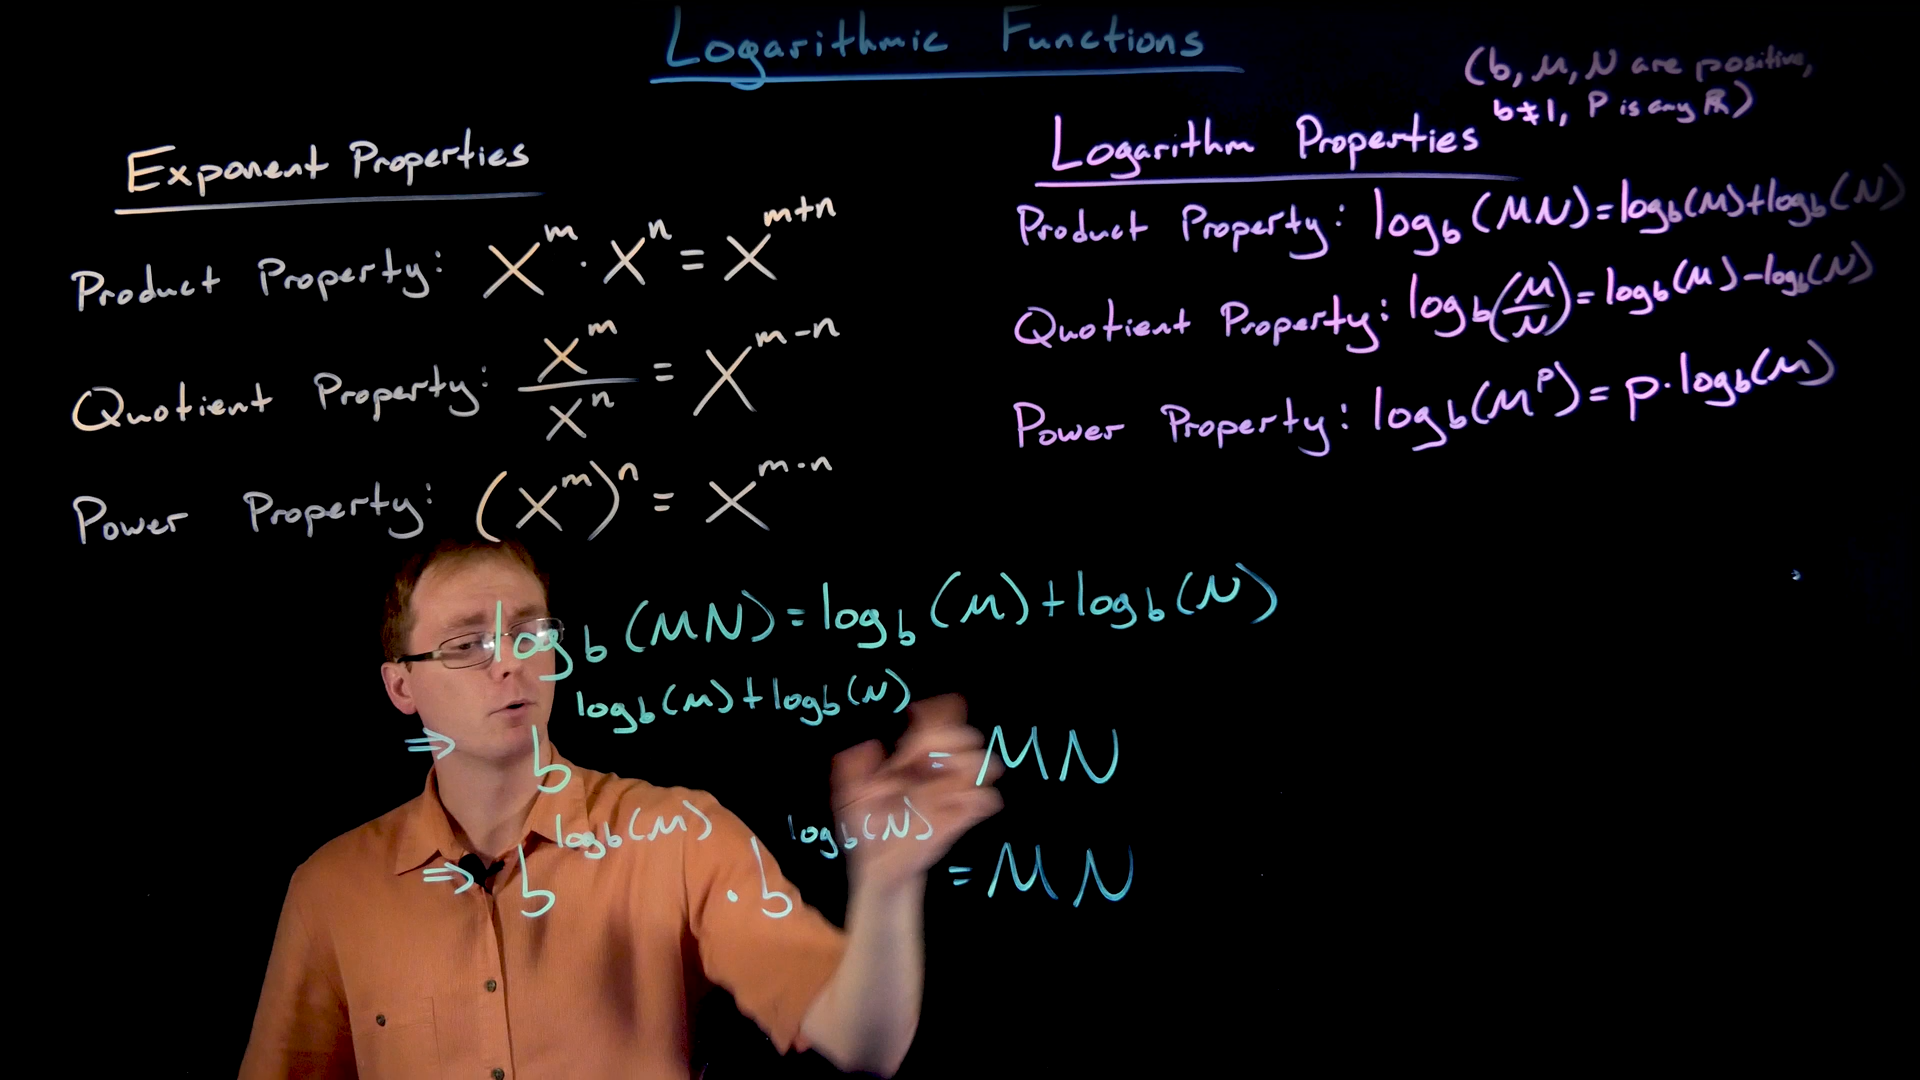 Logarithmic Functions
Exponent Properties
Product Property: x^m · x^n = x^(m+n)
Quotient Property: x^m / x^n = x^(m-n)
Power Property: (x^m)^n = x^(m·n)
(b, M, N are positive,
b≠1, P is any ℝ)
Logarithm Properties
Product Property: log_b(MN)=log_b(M)+log_b(N)
Quotient Property: log_b(M/N)=log_b(M)-log_b(N)
Power Property: log_b(M^p)= p·log_b(M)
log_b(MN)=log_b(M)+log_b(N)
⇒ b^(log_b(M)+log_b(N)) = MN
⇒ b^(log_b(M)) · b^(log_b(N)) = MN